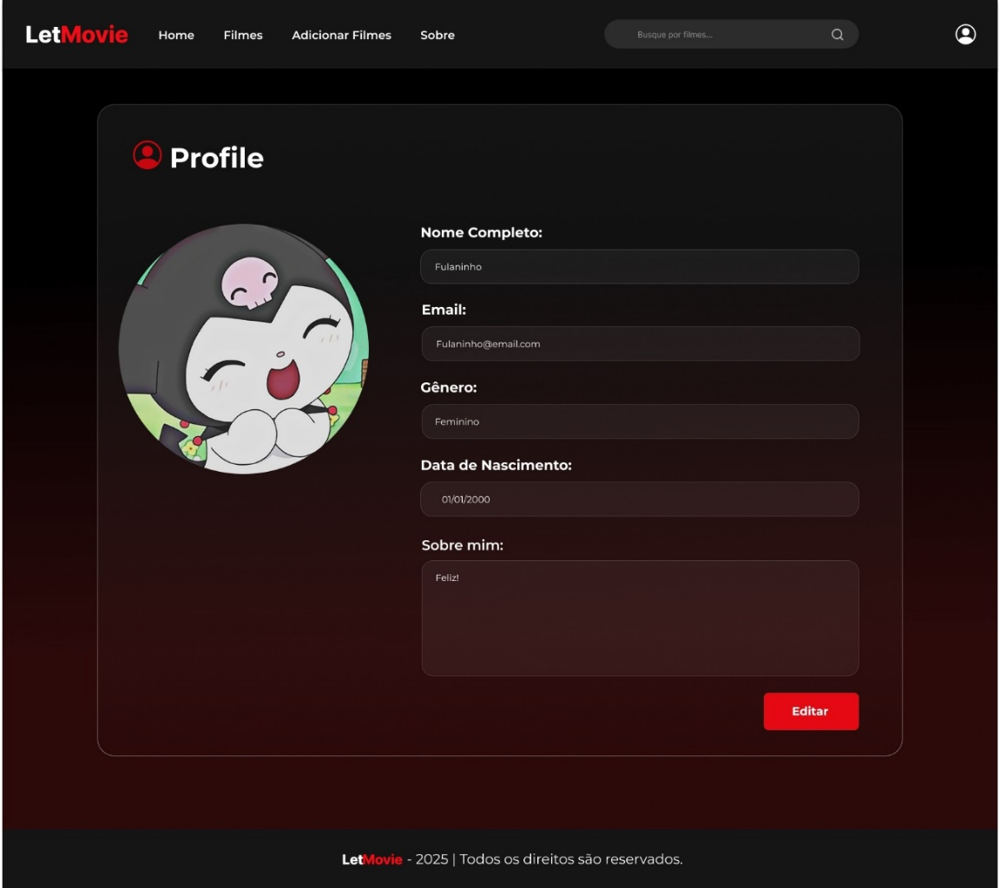 LetMovie Home Filmes Adicionar Filmes Sobre Busque por filmes...
Profile
Nome Completo:
Fulaninho
Email:
Fulaninho@email.com
Gênero:
Feminino
Data de Nascimento:
01/01/2000
Sobre mim:
Feliz!
Editar
LetMovie - 2025 | Todos os direitos são reservados.